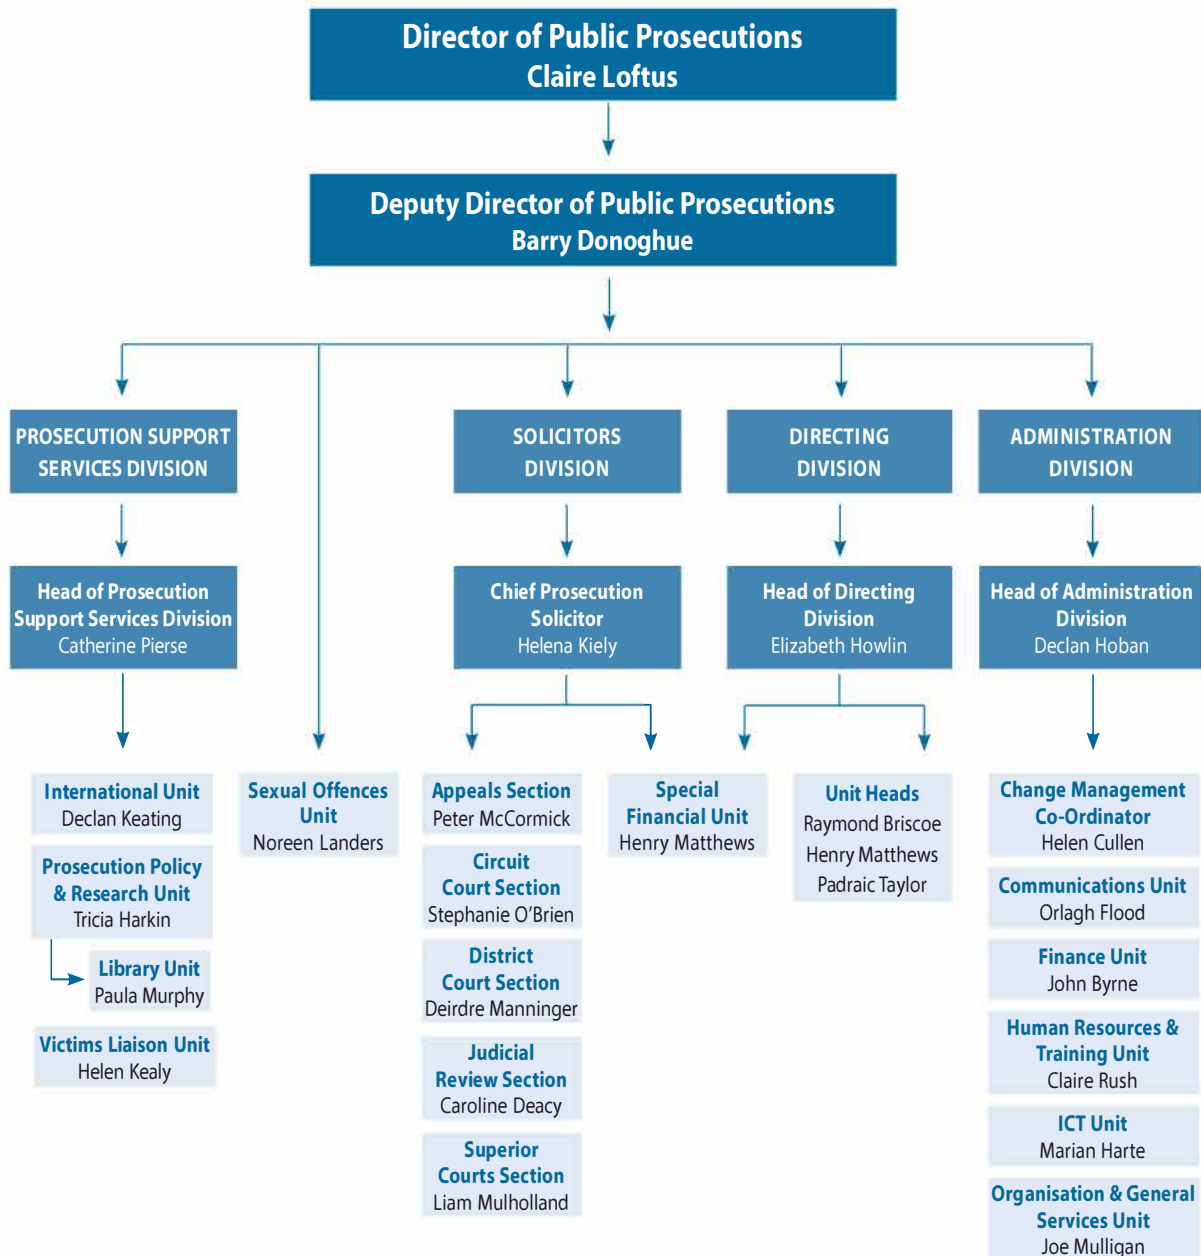 Director of Public Prosecutions
Claire Loftus
Deputy Director of Public Prosecutions
Barry Donoghue
PROSECUTION SUPPORT
SERVICES DIVISION
SOLICITORS
DIVISION
DIRECTING
DIVISION
ADMINISTRATION
DIVISION
Head of Prosecution
Support Services Division
Catherine Pierse
Chief Prosecution
Solicitor
Helena Kiely
Head of Directing
Division
Elizabeth Howlin
Head of Administration
Division
Declan Hoban
International Unit
Declan Keating
Prosecution Policy
& Research Unit
Tricia Harkin
Library Unit
Paula Murphy
Victims Liaison Unit
Helen Kealy
Sexual Offences
Unit
Noreen Landers
Appeals Section
Peter McCormick
Circuit
Court Section
Stephanie O’Brien
District
Court Section
Deirdre Manninger
Judicial
Review Section
Caroline Deacy
Superior
Courts Section
Liam Mulholland
Special
Financial Unit
Henry Matthews
Unit Heads
Raymond Briscoe
Henry Matthews
Padraic Taylor
Change Management
Co-Ordinator
Helen Cullen
Communications Unit
Orlagh Flood
Finance Unit
John Byrne
Human Resources &
Training Unit
Claire Rush
ICT Unit
Marian Harte
Organisation & General
Services Unit
Joe Mulligan